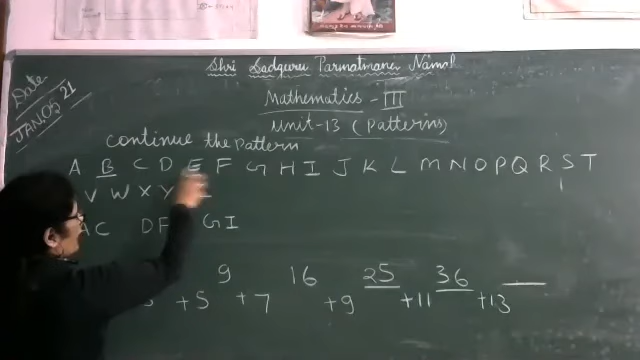 Shri Sadguru Parmatmane Namah
Date
JAN.05, 21
Mathematics - III
Unit-13 (Patterns)
continue the pattern
A B C D E F G H I J K L M N O P Q R S T
V W X Y
AC DF GI
9 16 25 36
+5 +7 +9 +11 +13